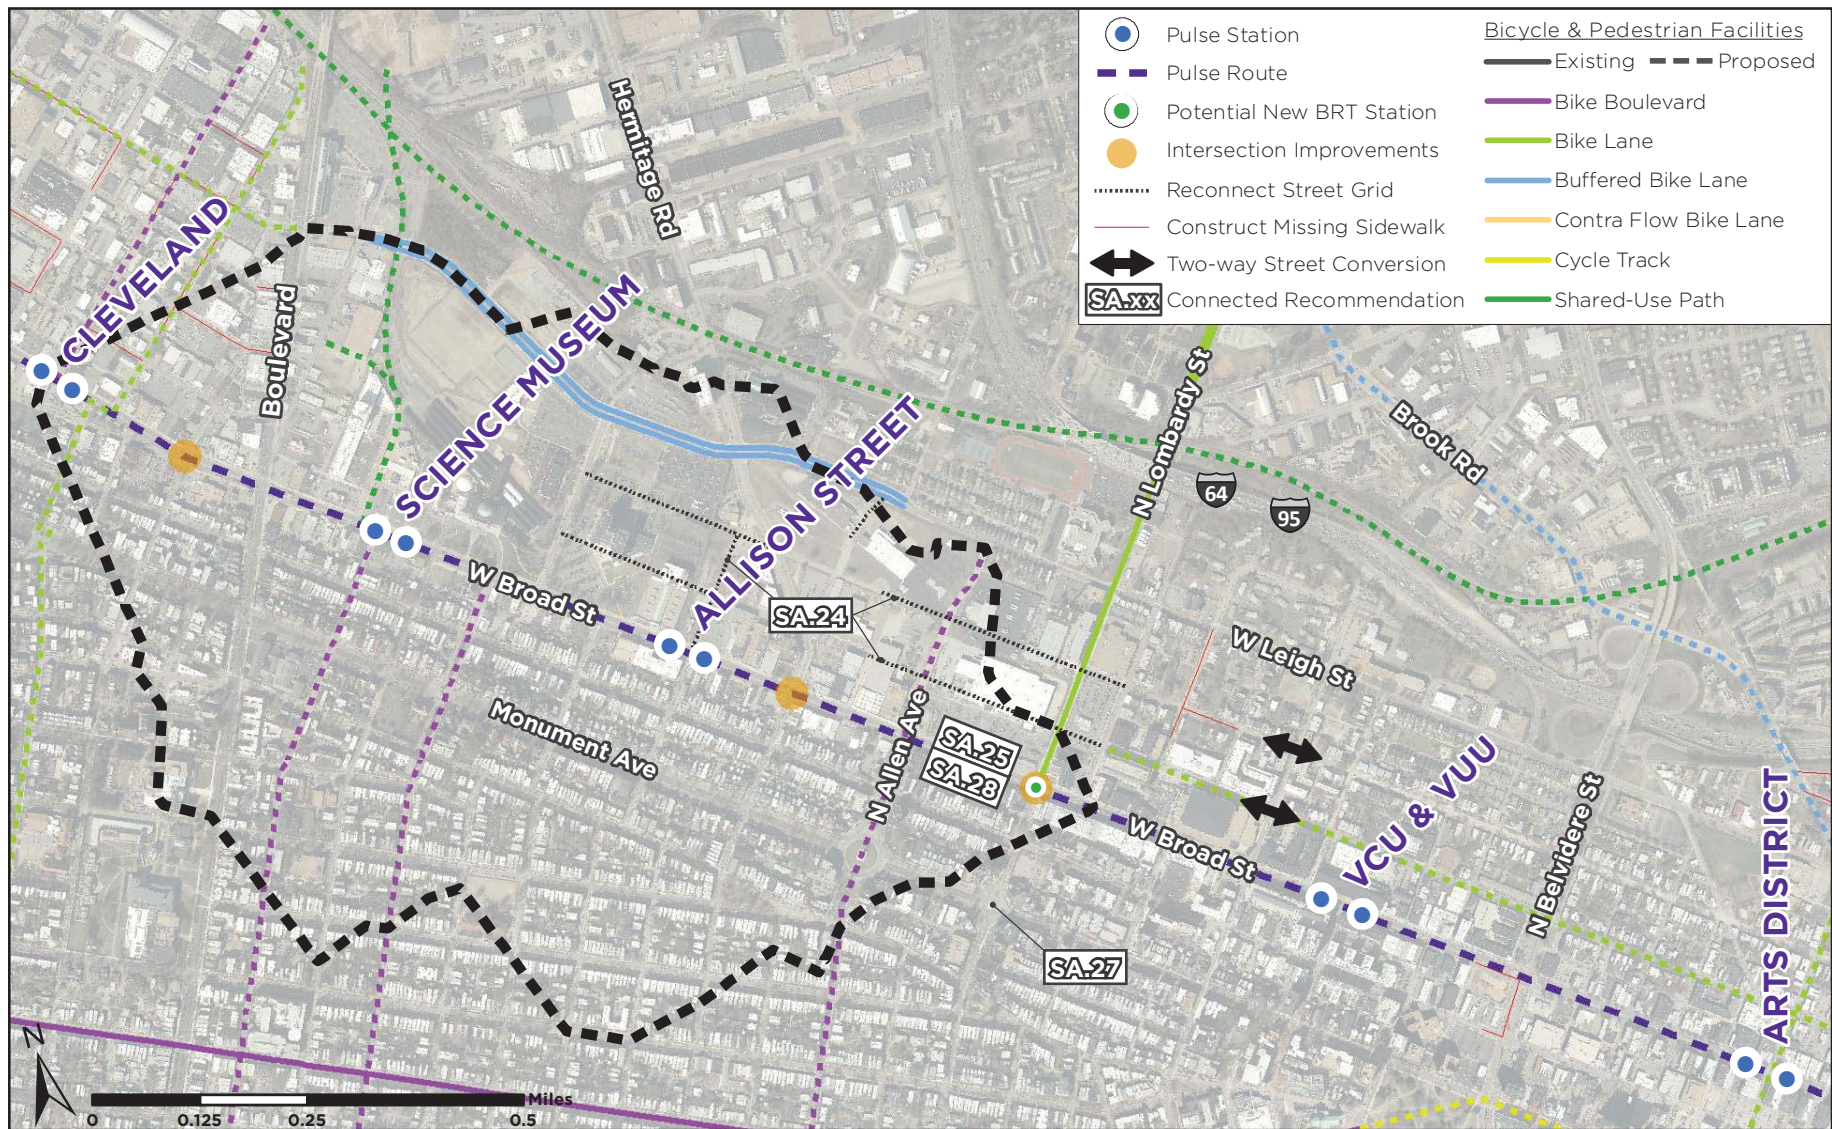 Pulse Station
Pulse Route
Potential New BRT Station
Intersection Improvements
Reconnect Street Grid
Construct Missing Sidewalk
Two-way Street Conversion
SA.xx Connected Recommendation
Bicycle & Pedestrian Facilities
Existing Proposed
Bike Boulevard
Bike Lane
Buffered Bike Lane
Contra Flow Bike Lane
Cycle Track
Shared-Use Path
Hermitage Rd
CLEVELAND
Boulevard
SCIENCE MUSEUM
ALLISON STREET
N Lombardy St
Brook Rd
64
95
W Broad St
SA.24
W Leigh St
Monument Ave
N Allen Ave
SA.25
SA.28
W Broad St
VCU & VUU
N Belvidere St
ARTS DISTRICT
SA.27
N
Miles
0 0.125 0.25 0.5